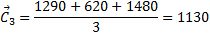 C⃗₃ = (1290 + 620 + 1480) / 3 = 1130